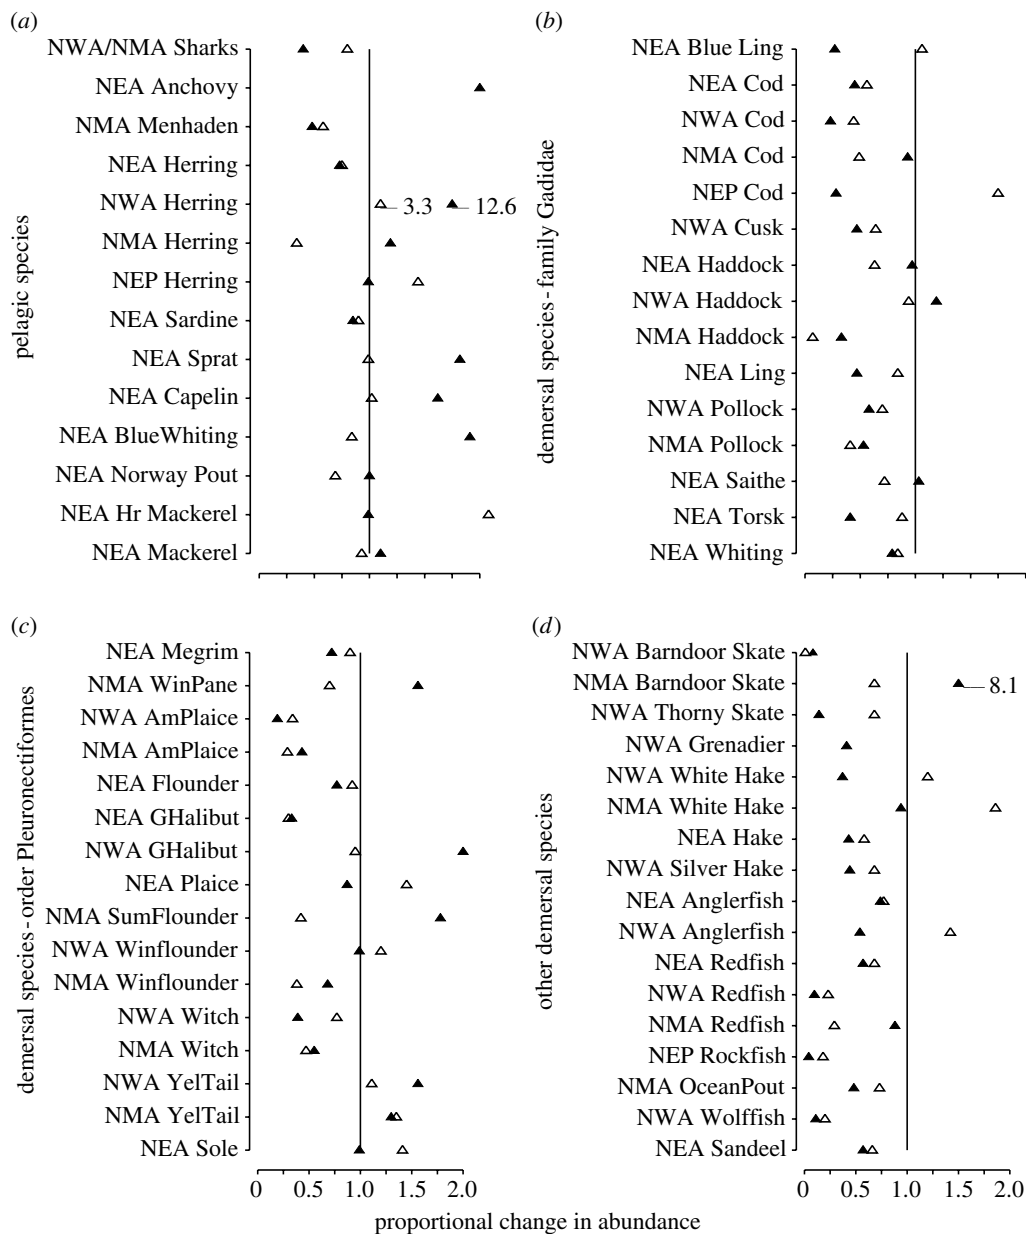 (a)
NWA/NMA Sharks
NEA Anchovy
NMA Menhaden
NEA Herring
NWA Herring
3.3
12.6
NMA Herring
NEP Herring
NEA Sardine
NEA Sprat
NEA Capelin
NEA BlueWhiting
NEA Norway Pout
NEA Hr Mackerel
NEA Mackerel
pelagic species
(b)
NEA Blue Ling
NEA Cod
NWA Cod
NMA Cod
NEP Cod
NWA Cusk
NEA Haddock
NWA Haddock
NMA Haddock
NEA Ling
NWA Pollock
NMA Pollock
NEA Saithe
NEA Torsk
NEA Whiting
demersal species-family Gadidae
(c)
NEA Megrim
NMA WinPane
NWA AmPlaice
NMA AmPlaice
NEA Flounder
NEA GHalibut
NWA GHalibut
NEA Plaice
NMA SumFlounder
NWA Winflounder
NMA Winflounder
NWA Witch
NMA Witch
NWA YelTail
NMA YelTail
NEA Sole
demersal species-order Pleuronectiformes
0 0.5 1.0 1.5 2.0
(d)
NWA Barndoor Skate
NMA Barndoor Skate
8.1
NWA Thorny Skate
NWA Grenadier
NWA White Hake
NMA White Hake
NEA Hake
NWA Silver Hake
NEA Anglerfish
NWA Anglerfish
NEA Redfish
NWA Redfish
NMA Redfish
NEP Rockfish
NMA OceanPout
NWA Wolffish
NEA Sandeel
other demersal species
0 0.5 1.0 1.5 2.0
proportional change in abundance